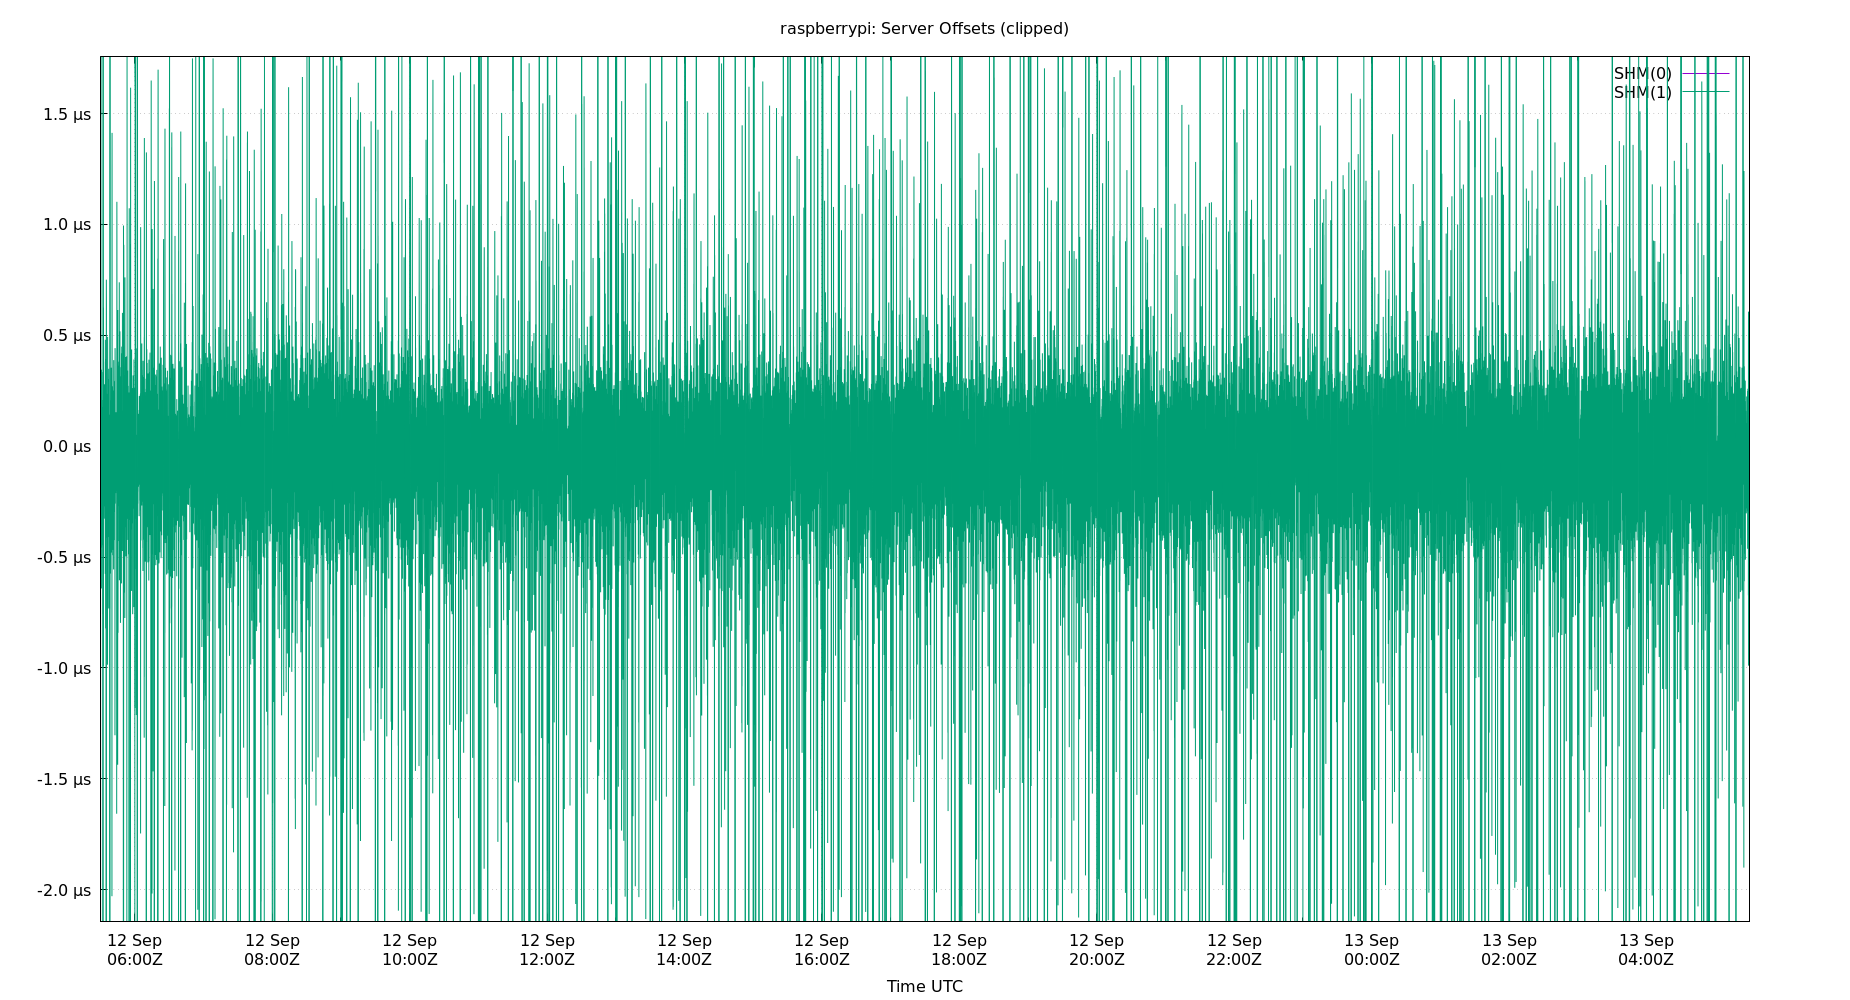 raspberrypi: Server Offsets (clipped)
SHM(0)
SHM(1)
1.5 μs
1.0 μs
0.5 μs
0.0 μs
-0.5 μs
-1.0 μs
-1.5 μs
-2.0 μs
12 Sep 12 Sep 12 Sep 12 Sep 12 Sep 12 Sep 12 Sep 12 Sep 12 Sep 13 Sep 13 Sep 13 Sep
06:00Z 08:00Z 10:00Z 12:00Z 14:00Z 16:00Z 18:00Z 20:00Z 22:00Z 00:00Z 02:00Z 04:00Z
Time UTC